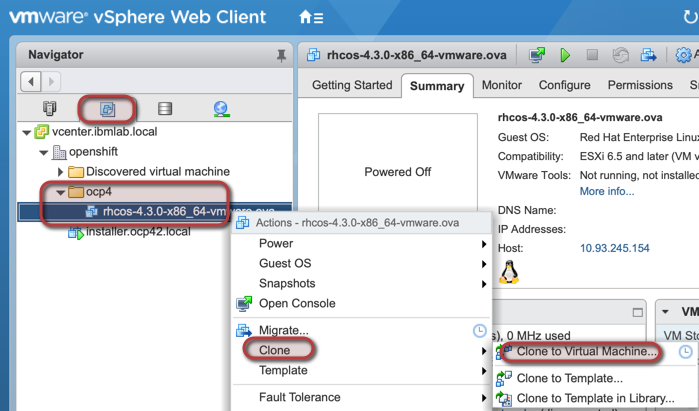 vmware® vSphere Web Client
Navigator
rhcos-4.3.0-x86_64-vmware.ova
Getting Started Summary Monitor Configure Permissions
vcenter.ibmlab.local
openshift
Discovered virtual machine
ocp4
rhcos-4.3.0-x86_64-vmware.ova
installer.ocp42.local
Powered Off
rhcos-4.3.0-x86_64-vmware.ova
Guest OS: Red Hat Enterprise Linux
Compatibility: ESXi 6.5 and later (VM v
VMware Tools: Not running, not installed
More info...
DNS Name:
IP Addresses:
Host: 10.93.245.154
Actions - rhcos-4.3.0-x86_64-vmware.ova
Power
Guest OS
Snapshots
Open Console
Migrate...
Clone
Template
Fault Tolerance
s), 0 MHz used
VM
VM Sto
Clone to Virtual Machine...
Clone to Template...
Clone to Template in Library...